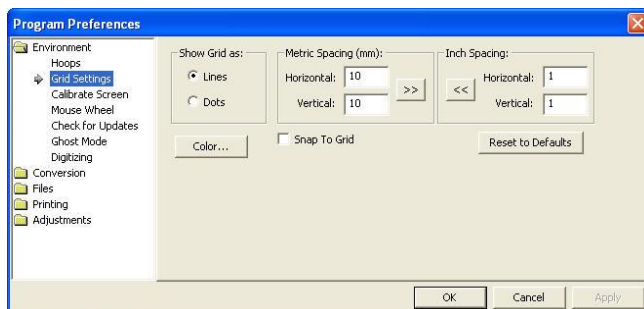 Program Preferences
Environment
Hoops
Grid Settings
Calibrate Screen
Mouse Wheel
Check for Updates
Ghost Mode
Digitizing
Conversion
Files
Printing
Adjustments
Show Grid as:
Lines
Dots
Color...
Metric Spacing (mm):
Horizontal: 10
Vertical: 10
>>
Snap To Grid
Inch Spacing:
<<
Horizontal: 1
Vertical: 1
Reset to Defaults
OK Cancel Apply